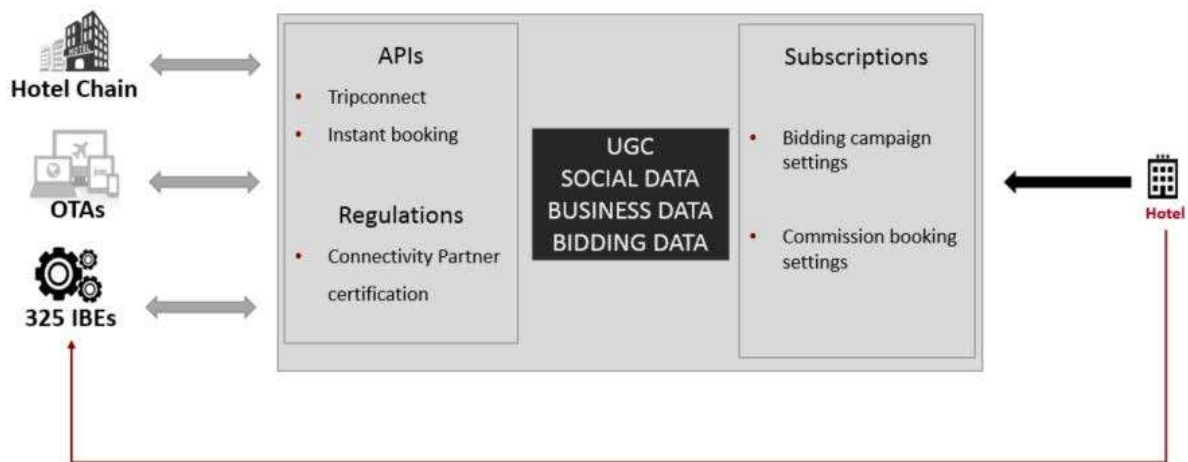 Hotel Chain
OTAs
325 IBEs
APIs
Tripconnect
Instant booking
Regulations
Connectivity Partner
certification
UGC
SOCIAL DATA
BUSINESS DATA
BIDDING DATA
Subscriptions
Bidding campaign
settings
Commission booking
settings
Hotel